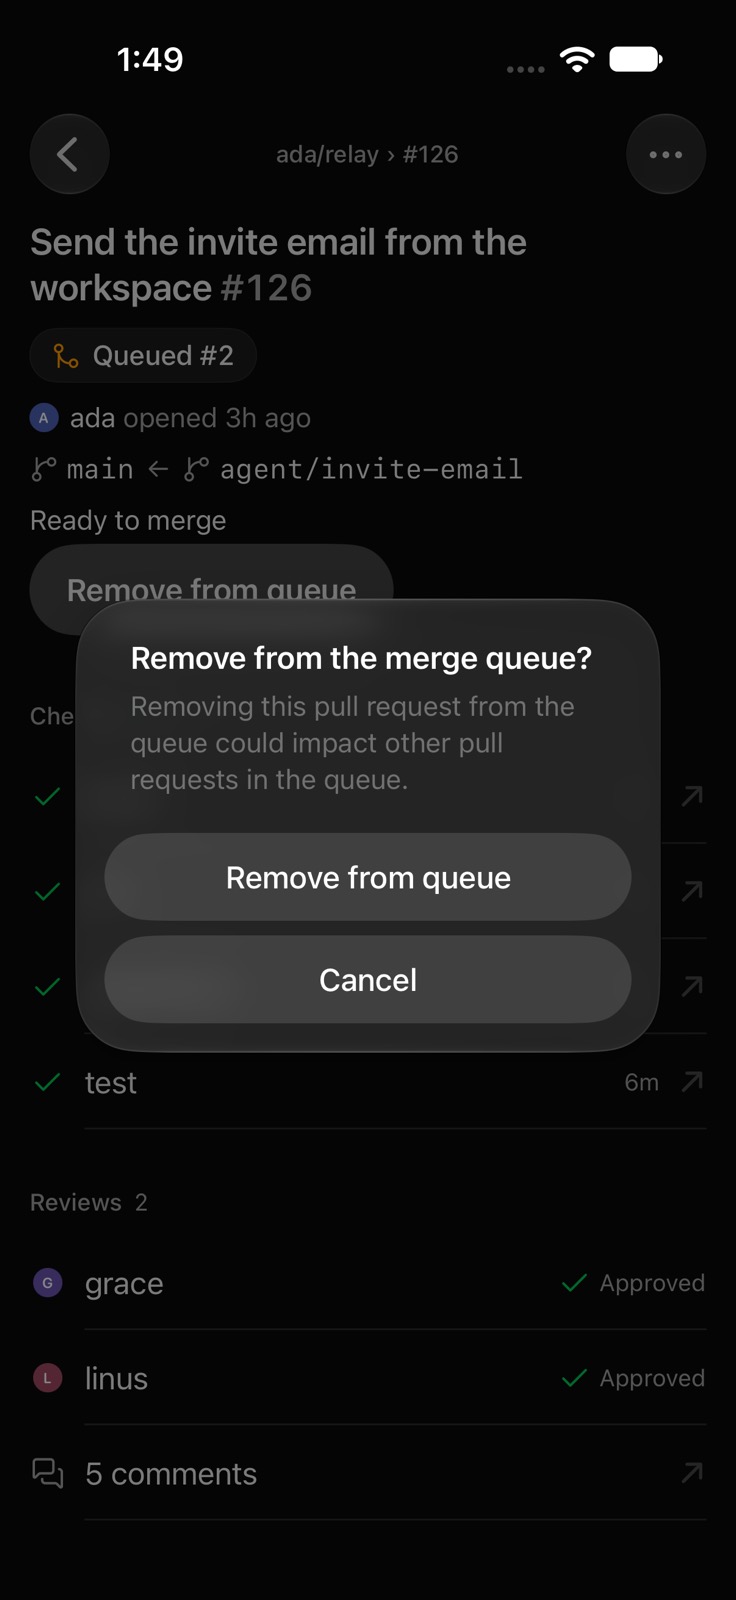 1:49
ada/relay › #126
Send the invite email from the
workspace #126
Queued #2
A ada opened 3h ago
main ← agent/invite-email
Ready to merge
Remove from queue
Remove from the merge queue?
Removing this pull request from the
queue could impact other pull
requests in the queue.
Remove from queue
Cancel
test 6m
Reviews 2
G grace Approved
L linus Approved
5 comments